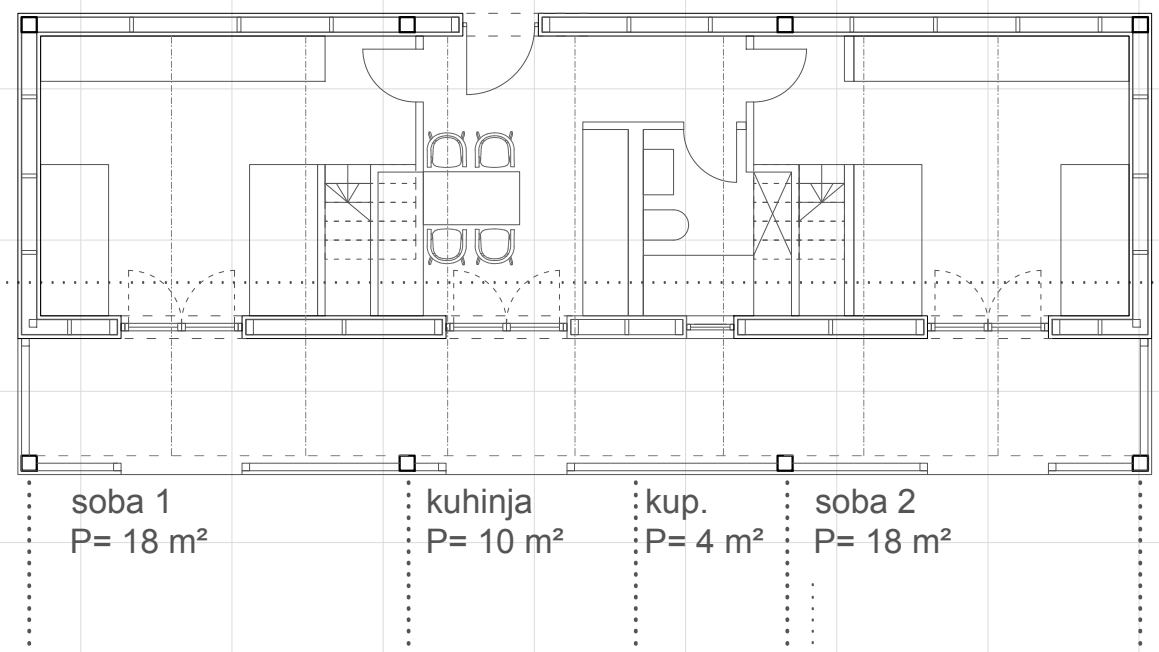 soba 1
P= 18 m²
kuhinja
P= 10 m²
kup.
P= 4 m²
soba 2
P= 18 m²